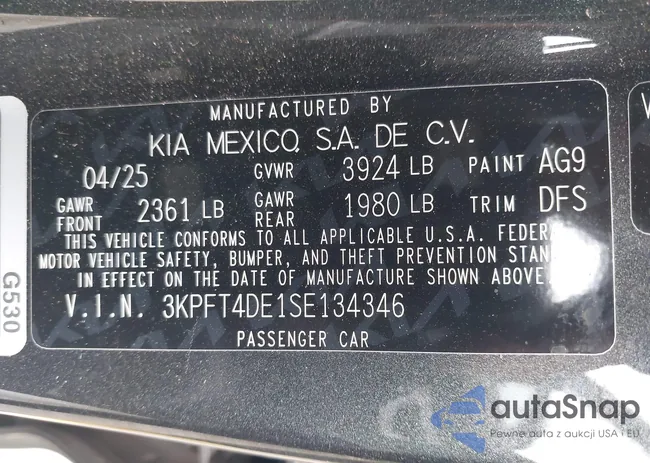 MANUFACTURED BY
KIA MEXICO, S.A. DE C.V.
04/25 GVWR 3924 LB PAINT AG9
GAWR FRONT 2361 LB GAWR REAR 1980 LB TRIM DFS
THIS VEHICLE CONFORMS TO ALL APPLICABLE U.S.A. FEDERA
MOTOR VEHICLE SAFETY, BUMPER, AND THEFT PREVENTION STAN
IN EFFECT ON THE DATE OF MANUFACTURE SHOWN ABOVE
V.I.N. 3KPFT4DE1SE134346
PASSENGER CAR
G530
V
autoSnap
Pewne auta z aukcji USA i EU